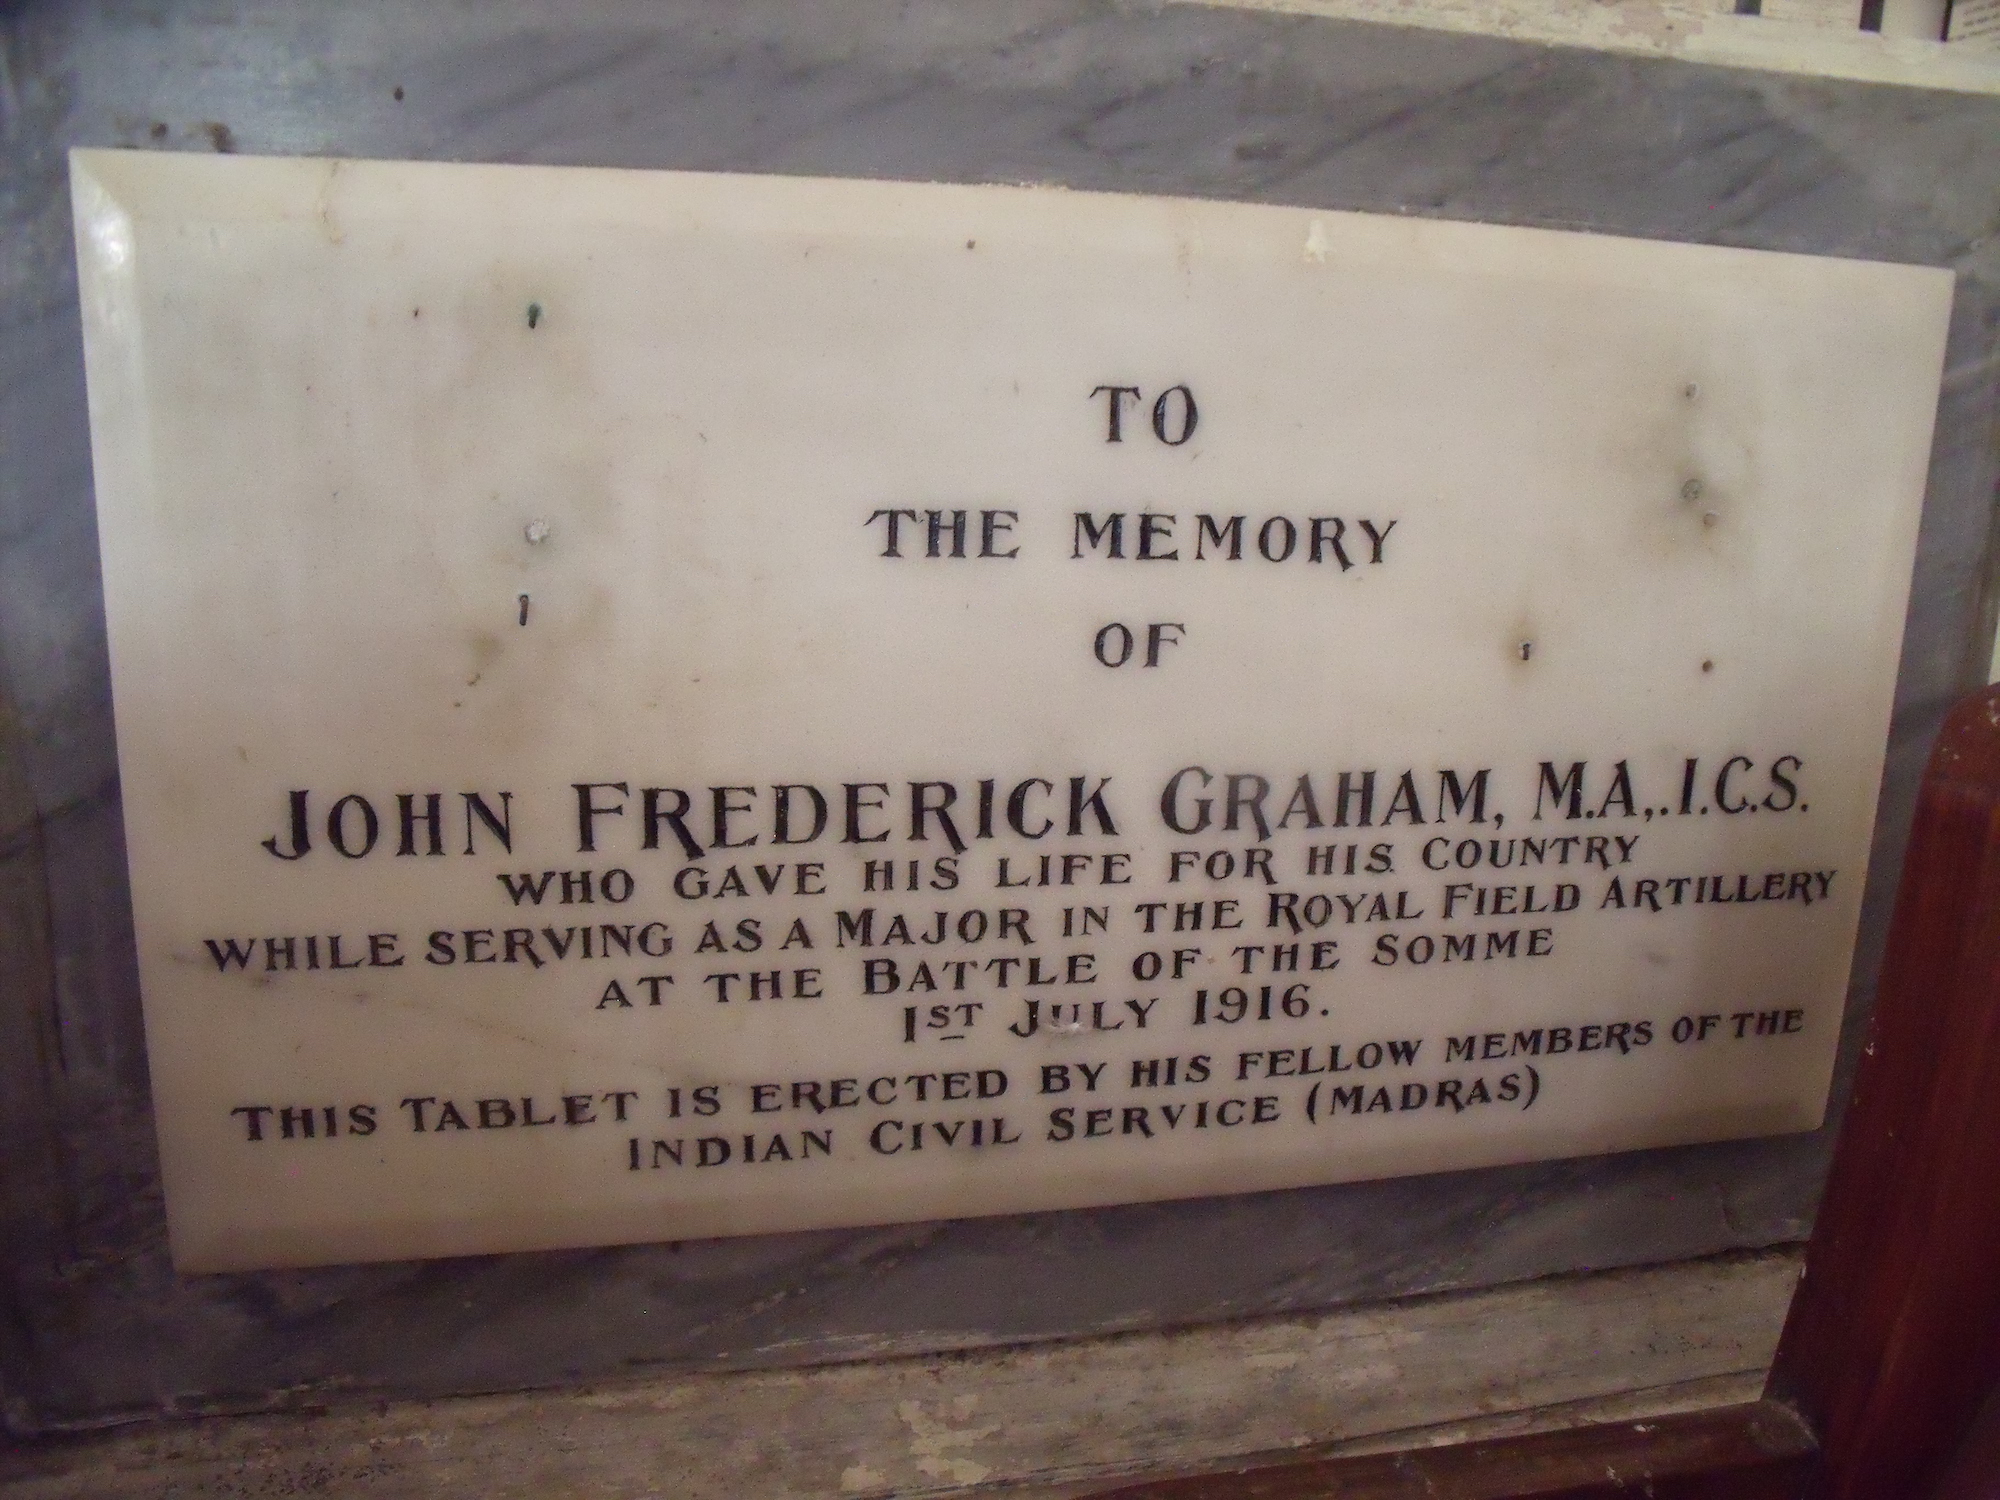 TO
THE MEMORY
OF
JOHN FREDERICK GRAHAM, M.A,.I.C.S.
WHO GAVE HIS LIFE FOR HIS COUNTRY
WHILE SERVING AS A MAJOR IN THE ROYAL FIELD ARTILLERY
AT THE BATTLE OF THE SOMME
1ST JULY 1916.
THIS TABLET IS ERECTED BY HIS FELLOW MEMBERS OF THE
INDIAN CIVIL SERVICE (MADRAS)